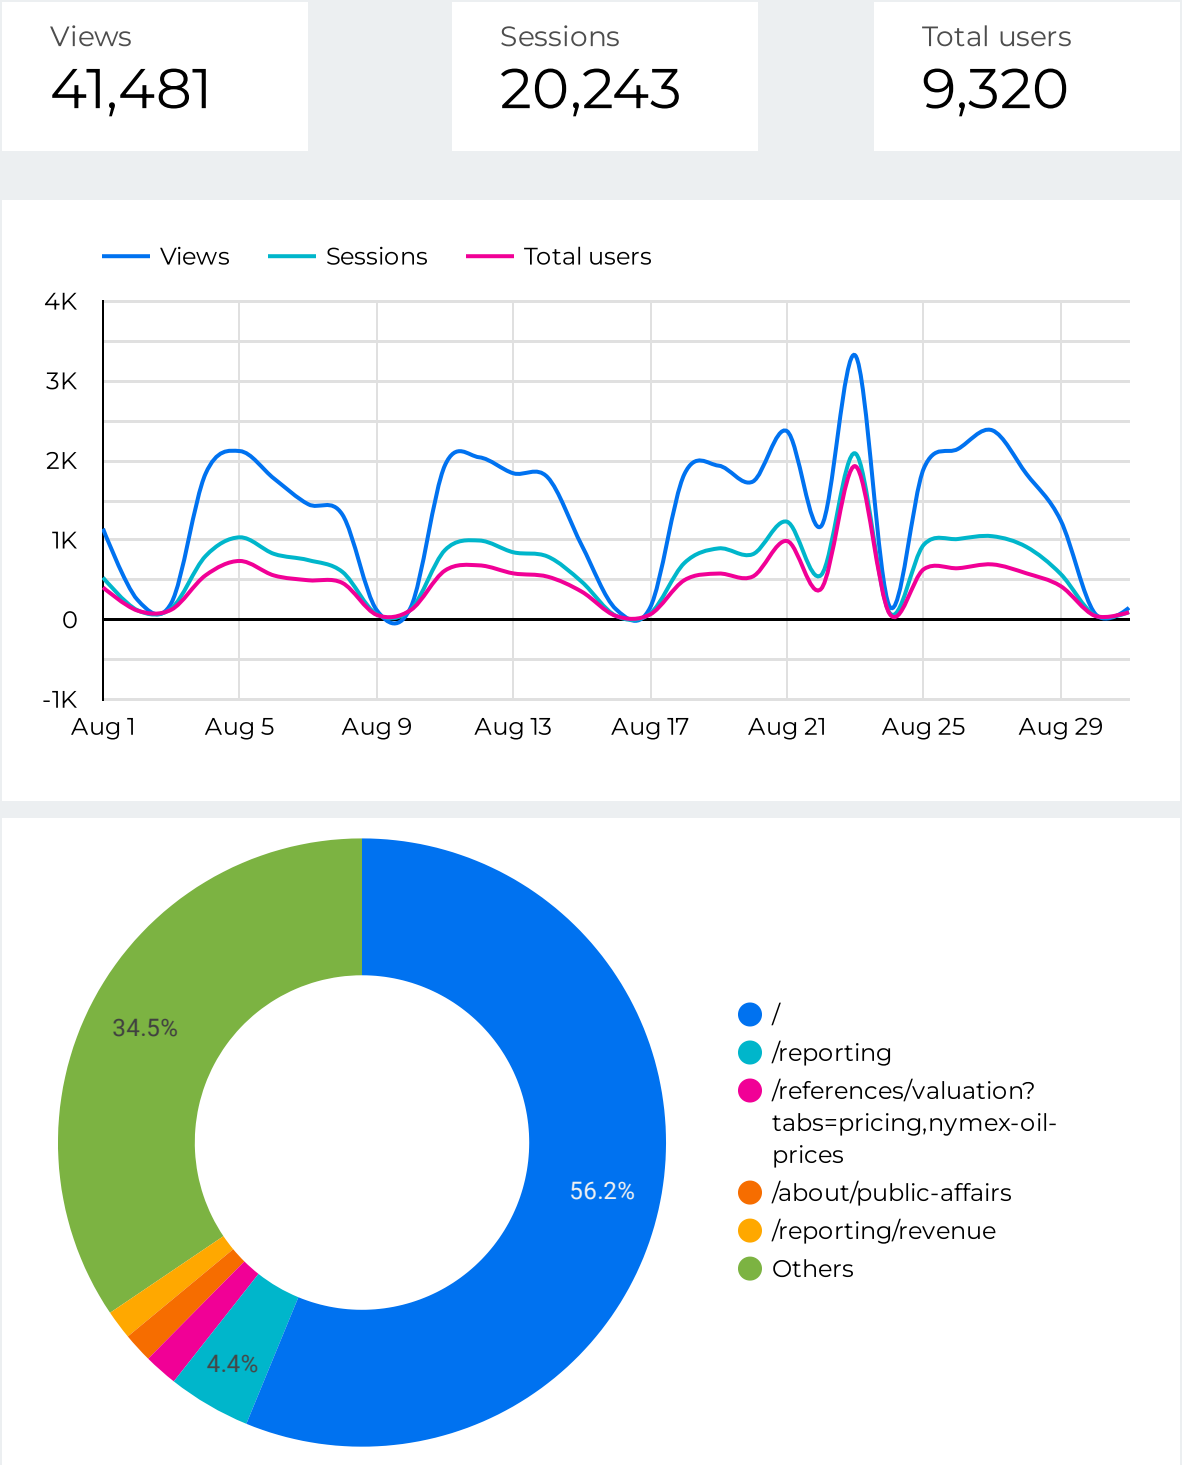 Views
41,481
Sessions
20,243
Total users
9,320
Views
Sessions
Total users
4K
3K
2K
1K
0
-1K
Aug 1
Aug 5
Aug 9
Aug 13
Aug 17
Aug 21
Aug 25
Aug 29
34.5%
56.2%
4.4%
/
/reporting
/references/valuation?
tabs=pricing,nymex-oil-
prices
/about/public-affairs
/reporting/revenue
Others